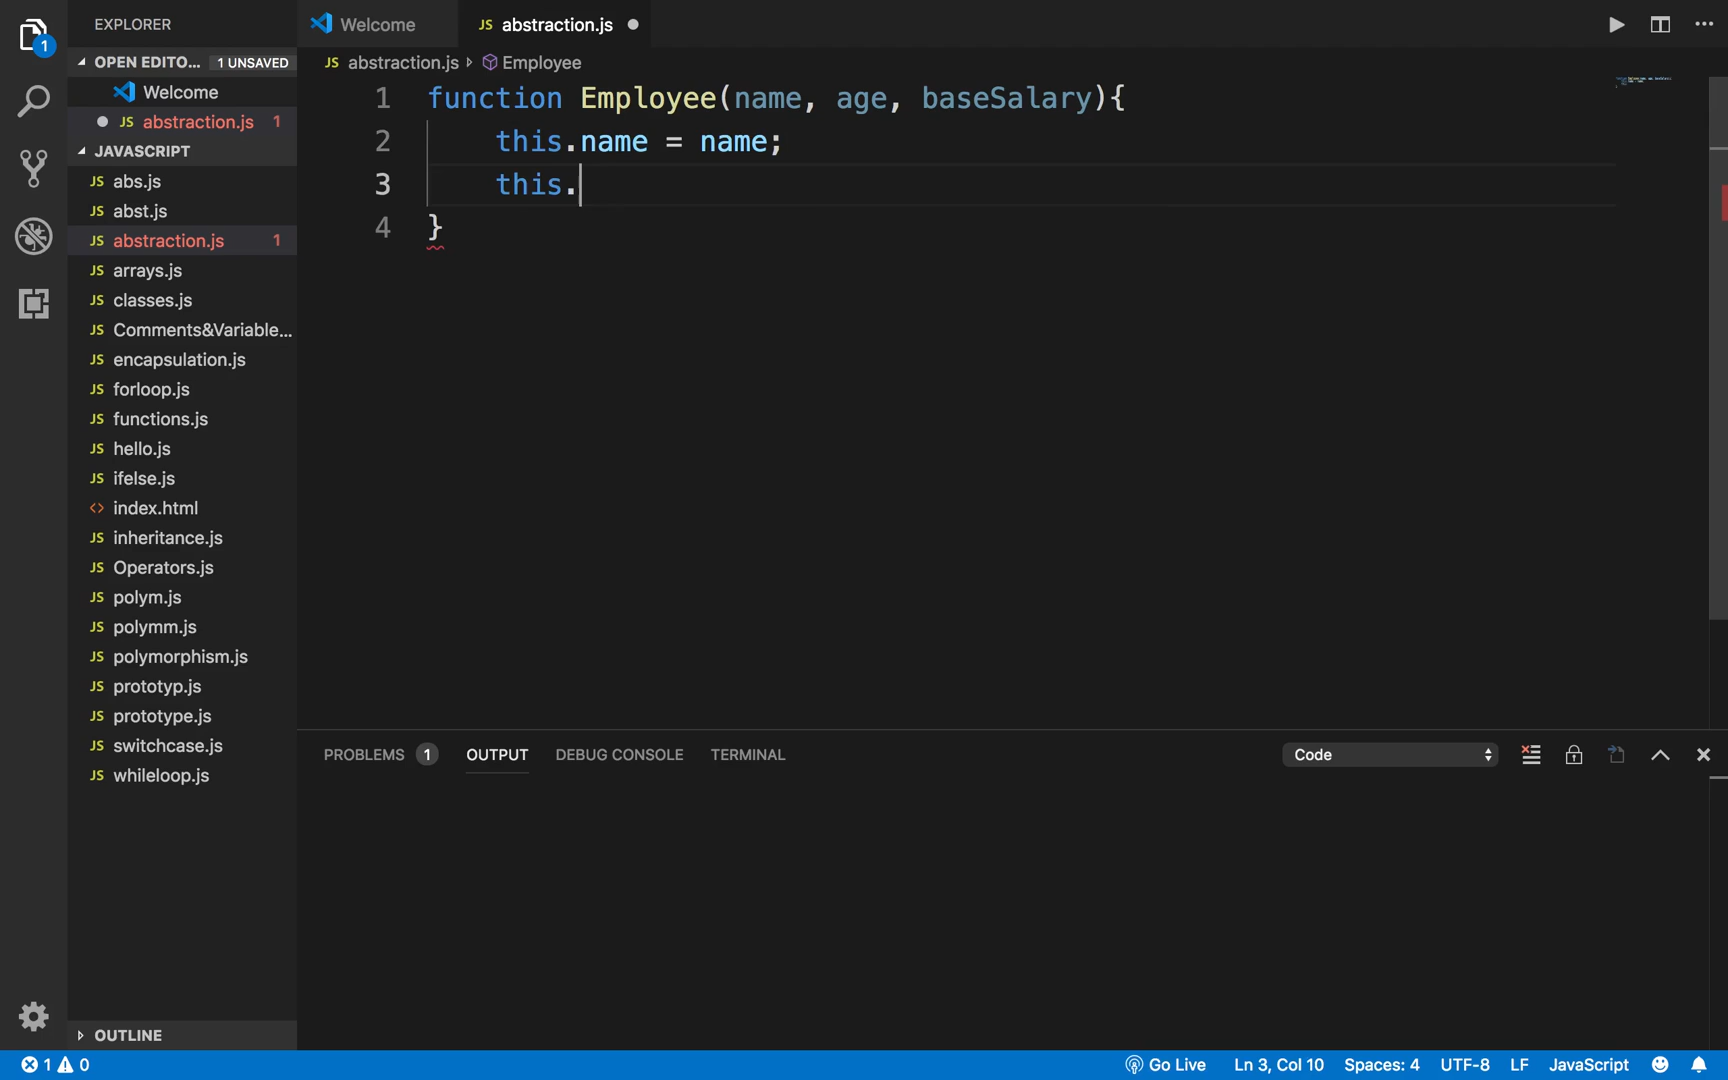 1
EXPLORER
OPEN EDITO... 1 UNSAVED
Welcome
JS abstraction.js 1
JAVASCRIPT
JS abs.js
JS abst.js
JS abstraction.js 1
JS arrays.js
JS classes.js
JS Comments&Variable...
JS encapsulation.js
JS forloop.js
JS functions.js
JS hello.js
JS ifelse.js
<> index.html
JS inheritance.js
JS Operators.js
JS polym.js
JS polymm.js
JS polymorphism.js
JS prototyp.js
JS prototype.js
JS switchcase.js
JS whileloop.js
OUTLINE
Welcome JS abstraction.js
JS abstraction.js Employee
1 function Employee(name, age, baseSalary){
2 this.name = name;
3 this.
4 }
PROBLEMS 1 OUTPUT DEBUG CONSOLE TERMINAL Code
1 0 Go Live Ln 3, Col 10 Spaces: 4 UTF-8 LF JavaScript